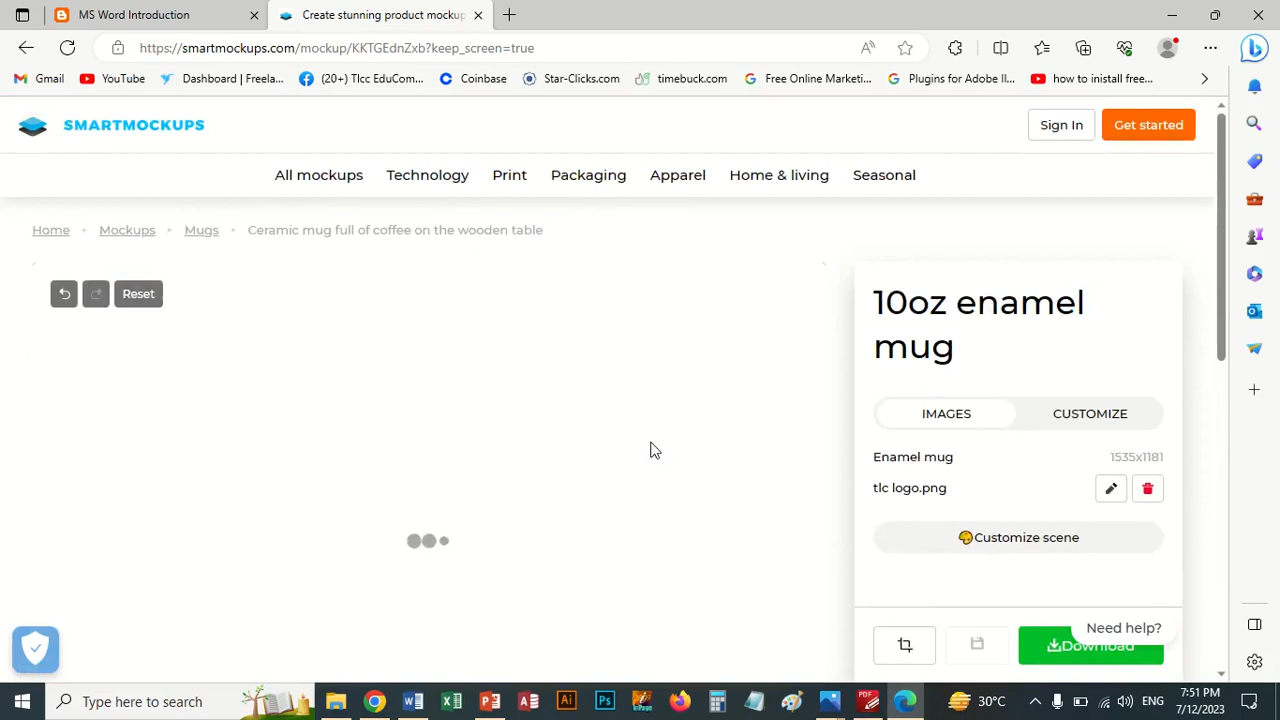 MS Word Introduction
Create stunning product mockup
https://smartmockups.com/mockup/KKTGEdnZxb?keep_screen=true
Gmail
YouTube
Dashboard | Freela...
(20+) Tlcc EduCom...
Coinbase
Star-Clicks.com
timebuck.com
Free Online Marketi...
Plugins for Adobe Il...
how to inistall free...
SMARTMOCKUPS
Sign In
Get started
All mockups
Technology
Print
Packaging
Apparel
Home & living
Seasonal
Home
Mockups
Mugs
Ceramic mug full of coffee on the wooden table
Reset
10oz enamel
mug
IMAGES
CUSTOMIZE
Enamel mug
1535x1181
tlc logo.png
Customize scene
Need help?
Download
Type here to search
30°C
ENG
7:51 PM
7/12/2023